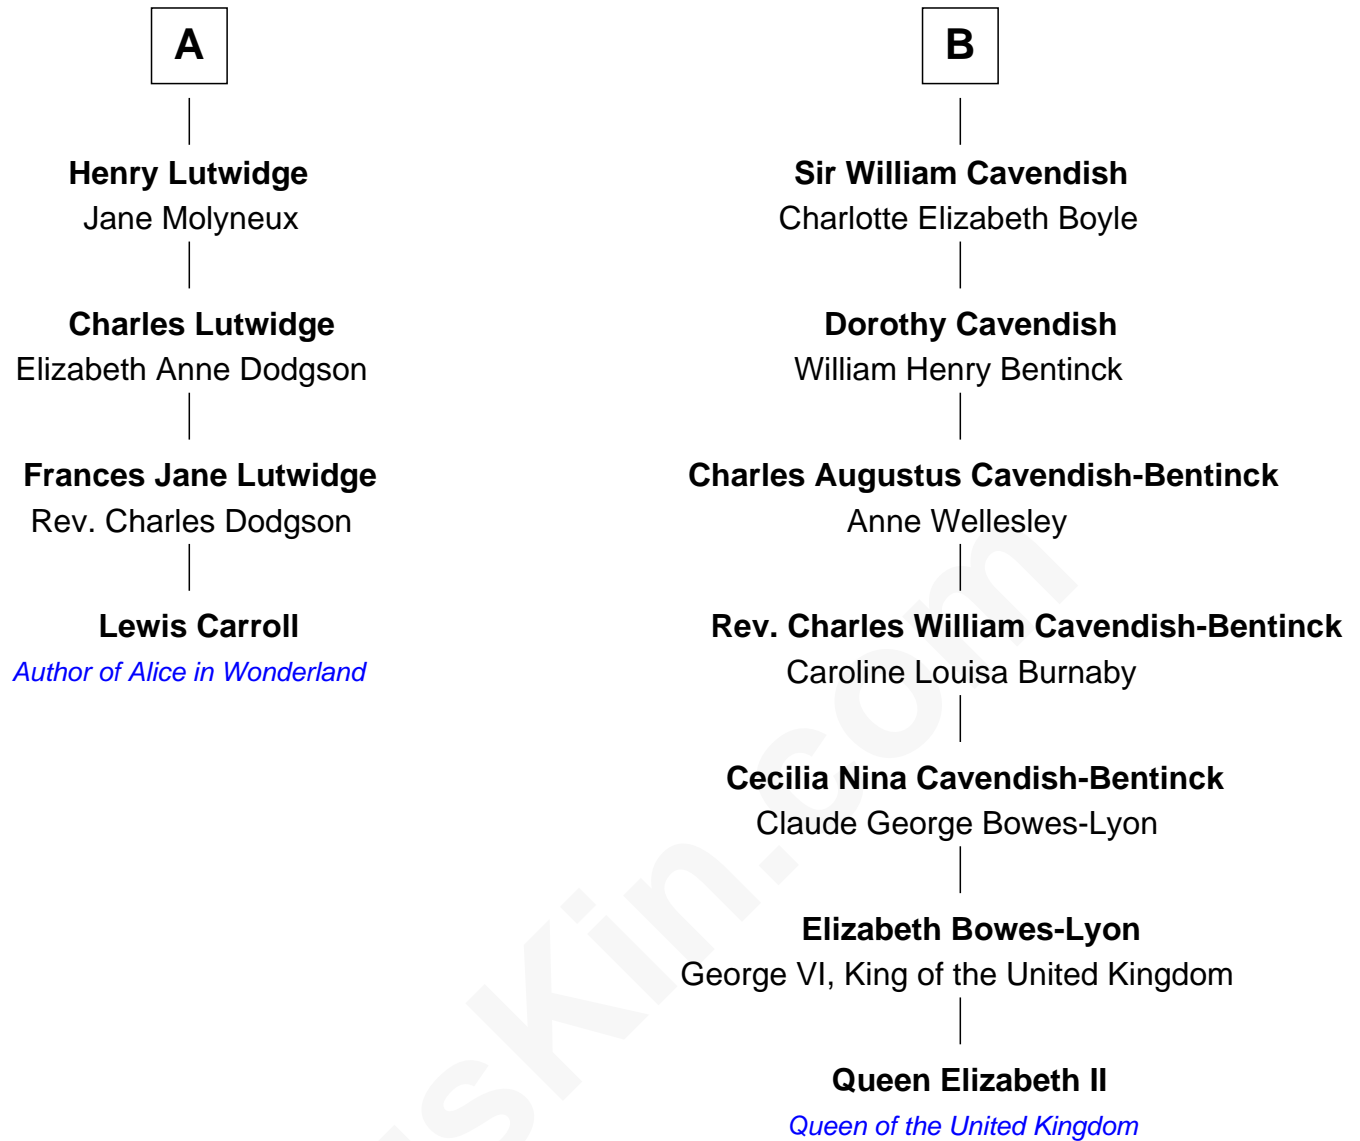 A
Henry Lutwidge
Jane Molyneux
Charles Lutwidge
Elizabeth Anne Dodgson
Frances Jane Lutwidge
Rev. Charles Dodgson
Lewis Carroll
Author of Alice in Wonderland
B
Sir William Cavendish
Charlotte Elizabeth Boyle
Dorothy Cavendish
William Henry Bentinck
Charles Augustus Cavendish-Bentinck
Anne Wellesley
Rev. Charles William Cavendish-Bentinck
Caroline Louisa Burnaby
Cecilia Nina Cavendish-Bentinck
Claude George Bowes-Lyon
Elizabeth Bowes-Lyon
George VI, King of the United Kingdom
Queen Elizabeth II
Queen of the United Kingdom